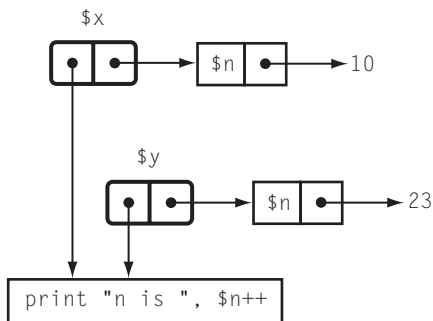 $x
$n 10
$y
$n 23
print "n is ", $n++